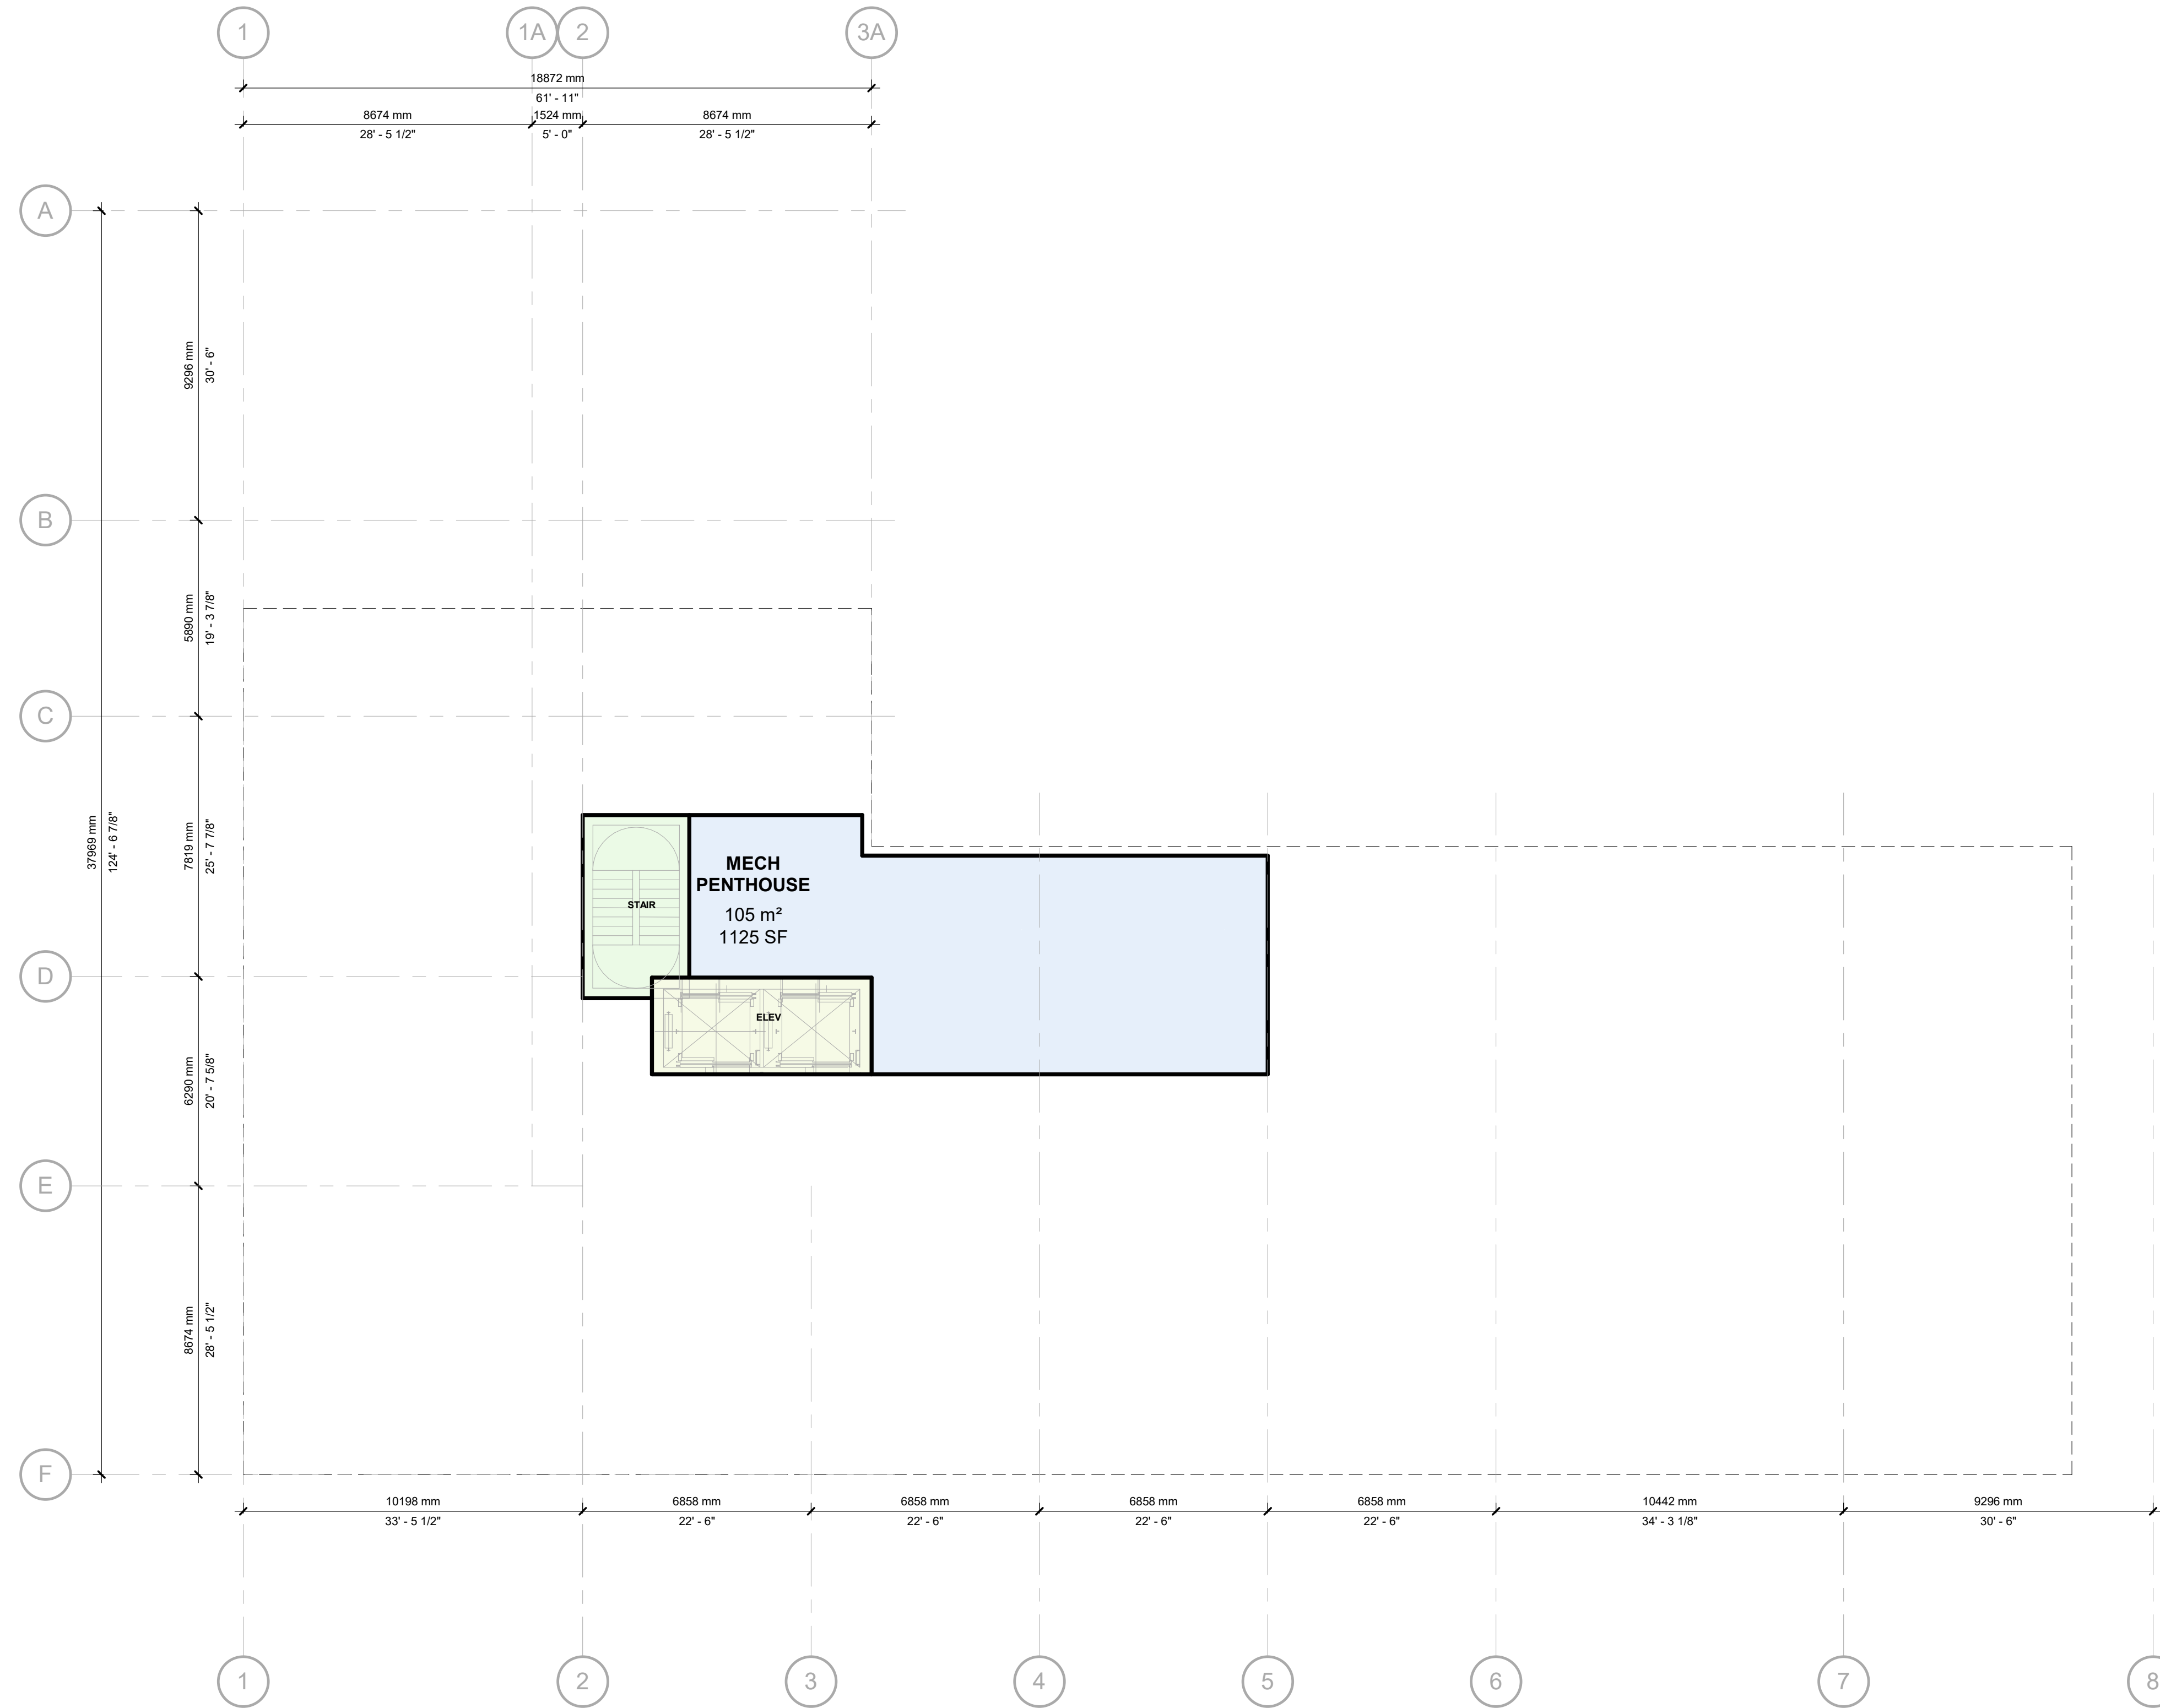 1
1A
2
3A
18872 mm
61' - 11"
8674 mm
1524 mm
8674 mm
28' - 5 1/2"
5' - 0"
28' - 5 1/2"
A
9296 mm
30' - 6"
B
5890 mm
19' - 3 7/8"
C
37969 mm
124' - 6 7/8"
7819 mm
25' - 7 7/8"
MECH
PENTHOUSE
105 m²
1125 SF
STAIR
D
ELEV
6290 mm
20' - 7 5/8"
E
8674 mm
28' - 5 1/2"
F
10198 mm
6858 mm
6858 mm
6858 mm
6858 mm
10442 mm
9296 mm
33' - 5 1/2"
22' - 6"
22' - 6"
22' - 6"
22' - 6"
34' - 3 1/8"
30' - 6"
1
2
3
4
5
6
7
8